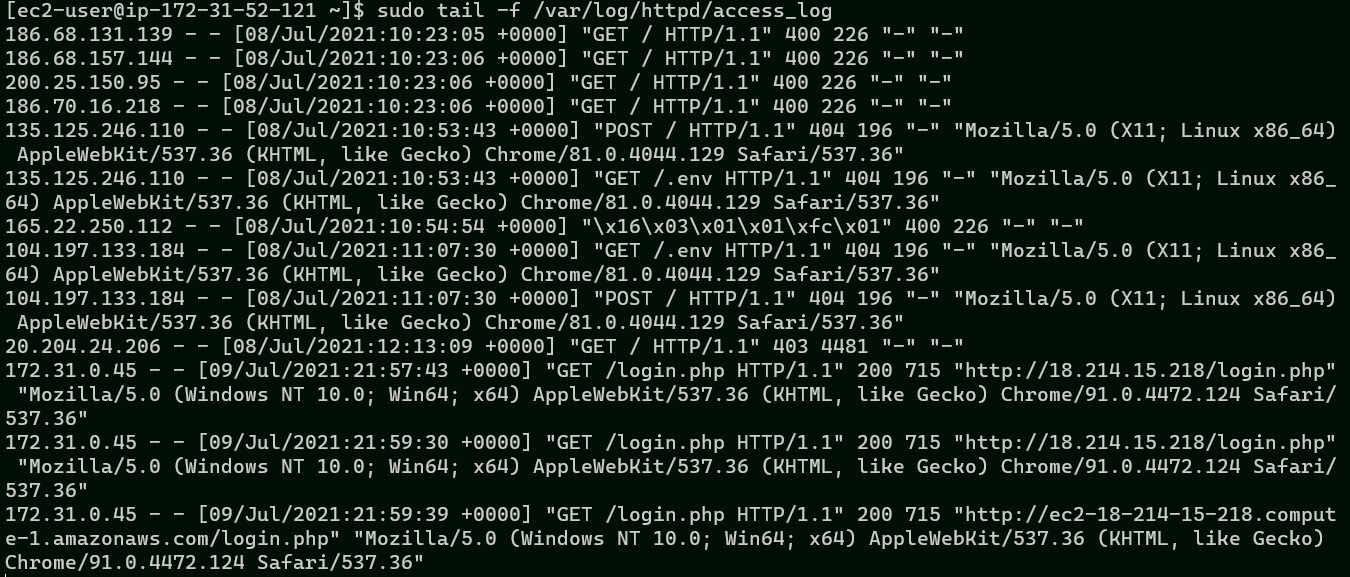 [ec2-user@ip-172-31-52-121 ~]$ sudo tail -f /var/log/httpd/access_log
186.68.131.139 - - [08/Jul/2021:10:23:05 +0000] "GET / HTTP/1.1" 400 226 "-" "-"
186.68.157.144 - - [08/Jul/2021:10:23:06 +0000] "GET / HTTP/1.1" 400 226 "-" "-"
200.25.150.95 - - [08/Jul/2021:10:23:06 +0000] "GET / HTTP/1.1" 400 226 "-" "-"
186.70.16.218 - - [08/Jul/2021:10:23:06 +0000] "GET / HTTP/1.1" 400 226 "-" "-"
135.125.246.110 - - [08/Jul/2021:10:53:43 +0000] "POST / HTTP/1.1" 404 196 "-" "Mozilla/5.0 (X11; Linux x86_64)
 AppleWebKit/537.36 (KHTML, like Gecko) Chrome/81.0.4044.129 Safari/537.36"
135.125.246.110 - - [08/Jul/2021:10:53:43 +0000] "GET /.env HTTP/1.1" 404 196 "-" "Mozilla/5.0 (X11; Linux x86_
64) AppleWebKit/537.36 (KHTML, like Gecko) Chrome/81.0.4044.129 Safari/537.36"
165.22.250.112 - - [08/Jul/2021:10:54:54 +0000] "\x16\x03\x01\x01\xfc\x01" 400 226 "-" "-"
104.197.133.184 - - [08/Jul/2021:11:07:30 +0000] "GET /.env HTTP/1.1" 404 196 "-" "Mozilla/5.0 (X11; Linux x86_
64) AppleWebKit/537.36 (KHTML, like Gecko) Chrome/81.0.4044.129 Safari/537.36"
104.197.133.184 - - [08/Jul/2021:11:07:30 +0000] "POST / HTTP/1.1" 404 196 "-" "Mozilla/5.0 (X11; Linux x86_64)
 AppleWebKit/537.36 (KHTML, like Gecko) Chrome/81.0.4044.129 Safari/537.36"
20.204.24.206 - - [08/Jul/2021:12:13:09 +0000] "GET / HTTP/1.1" 403 4481 "-" "-"
172.31.0.45 - - [09/Jul/2021:21:57:43 +0000] "GET /login.php HTTP/1.1" 200 715 "http://18.214.15.218/login.php"
 "Mozilla/5.0 (Windows NT 10.0; Win64; x64) AppleWebKit/537.36 (KHTML, like Gecko) Chrome/91.0.4472.124 Safari/
537.36"
172.31.0.45 - - [09/Jul/2021:21:59:30 +0000] "GET /login.php HTTP/1.1" 200 715 "http://18.214.15.218/login.php"
 "Mozilla/5.0 (Windows NT 10.0; Win64; x64) AppleWebKit/537.36 (KHTML, like Gecko) Chrome/91.0.4472.124 Safari/
537.36"
172.31.0.45 - - [09/Jul/2021:21:59:39 +0000] "GET /login.php HTTP/1.1" 200 715 "http://ec2-18-214-15-218.comput
e-1.amazonaws.com/login.php" "Mozilla/5.0 (Windows NT 10.0; Win64; x64) AppleWebKit/537.36 (KHTML, like Gecko)
Chrome/91.0.4472.124 Safari/537.36"